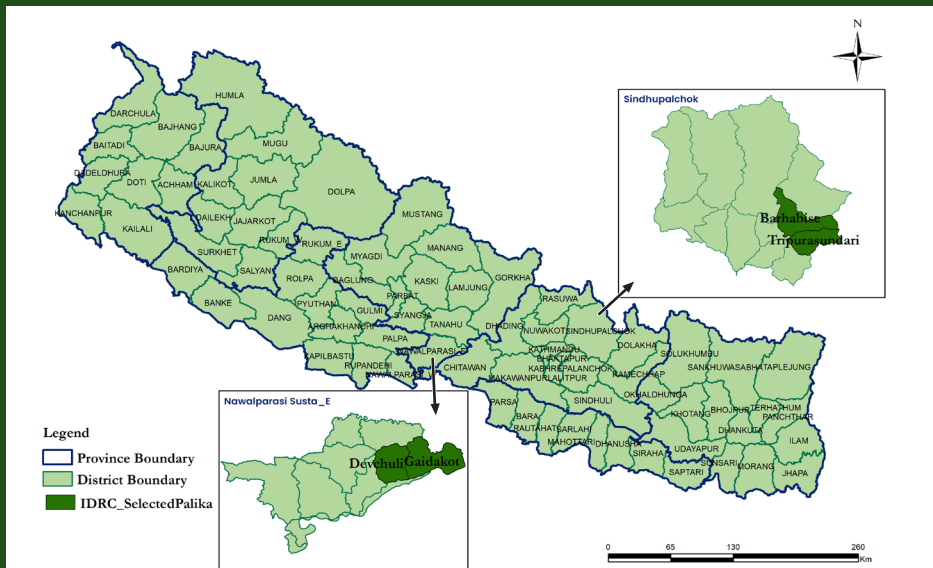 N
HUMLA
DARCHULA
BAJHANG
MUGU
BAITADI
BAJURA
DADELDHURA
DOTI
ACHHAM
KALIKOT
JUMLA
DOLPA
KANCHANPUR
KAILALI
DAILEKH
JAJARKOT
MUSTANG
RUKUM_W
RUKUM_E
SURKHET
SALYAN
MANANG
MYAGDI
BARDIYA
ROLPA
BAGLUNG
KASKI
LAMJUNG
GORKHA
BANKE
DANG
PYUTHAN
GULMI
PARBAT
SYANGJA
TANAHU
ARGHAKHANCHI
PALPA
DHADING
RASUWA
NUWAKOT
SINDHUPALCHOK
DOLAKHA
KAPILBASTU
RUPANDEHI
NAWALPARASI_E
NAWALPARASI_W
CHITAWAN
KATHMANDU
BHAKTAPUR
KABHREPALANCHOK
MAKAWANPUR
LALITPUR
RAMECHHAP
SOLUKHUMBU
SANKHUWASABHA
TAPLEJUNG
PARSA
BARA
RAUTAHAT
SARLAHI
MAHOTTARI
DHANUSHA
SIRAHA
SINDHULI
OKHALDHUNGA
KHOTANG
BHOJPUR
TERHATHUM
PANCHTHAR
DHANKUTA
UDAYAPUR
ILAM
SAPTARI
SUNSARI
MORANG
JHAPA
Sindhupalchok
Barhabise
Tripurasundari
Nawalparasi Susta_E
Devchuli
Gaidakot
Legend
Province Boundary
District Boundary
IDRC_SelectedPalika
0 65 130 260
Km